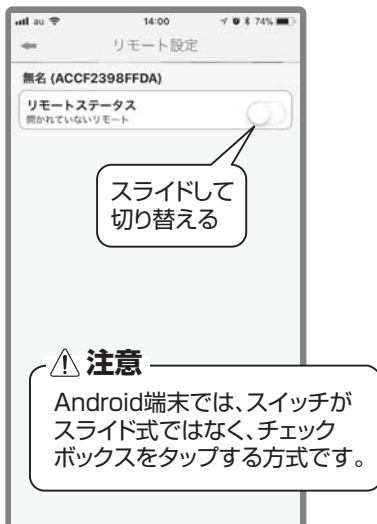 au 14:00 74%
リモート設定
無名 (ACCF2398FFDA)
リモートステータス
開かれていないリモート
スライドして
切り替える
注意
Android端末では、スイッチが
スライド式ではなく、チェック
ボックスをタップする方式です。